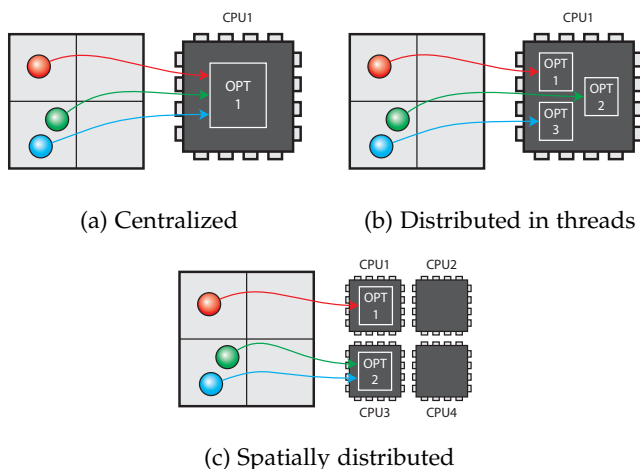 CPU1
OPT
1
(a) Centralized
CPU1
OPT
1
OPT
2
OPT
3
(b) Distributed in threads
CPU1
CPU2
OPT
1
OPT
2
CPU3
CPU4
(c) Spatially distributed